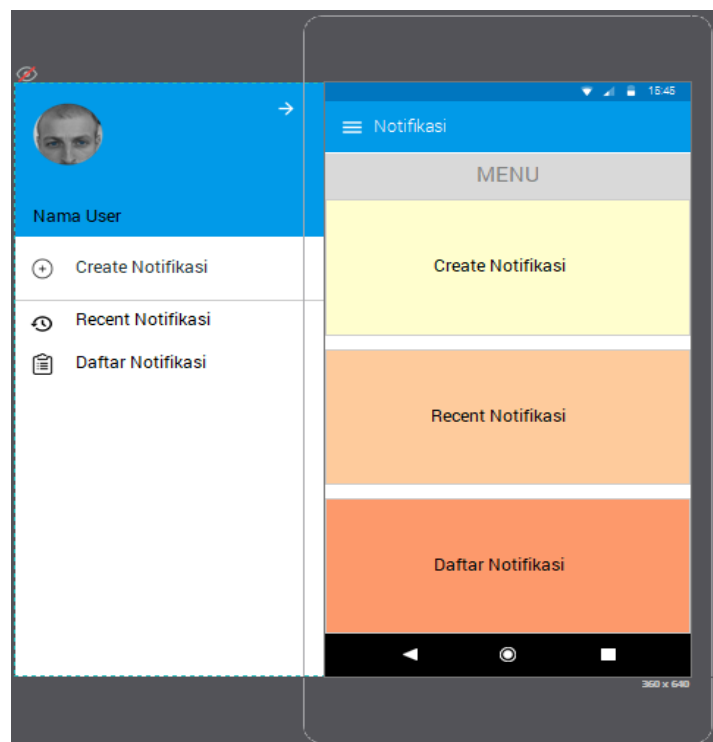 Nama User
Create Notifikasi
Recent Notifikasi
Daftar Notifikasi
15:45
Notifikasi
MENU
Create Notifikasi
Recent Notifikasi
Daftar Notifikasi
360 x 640